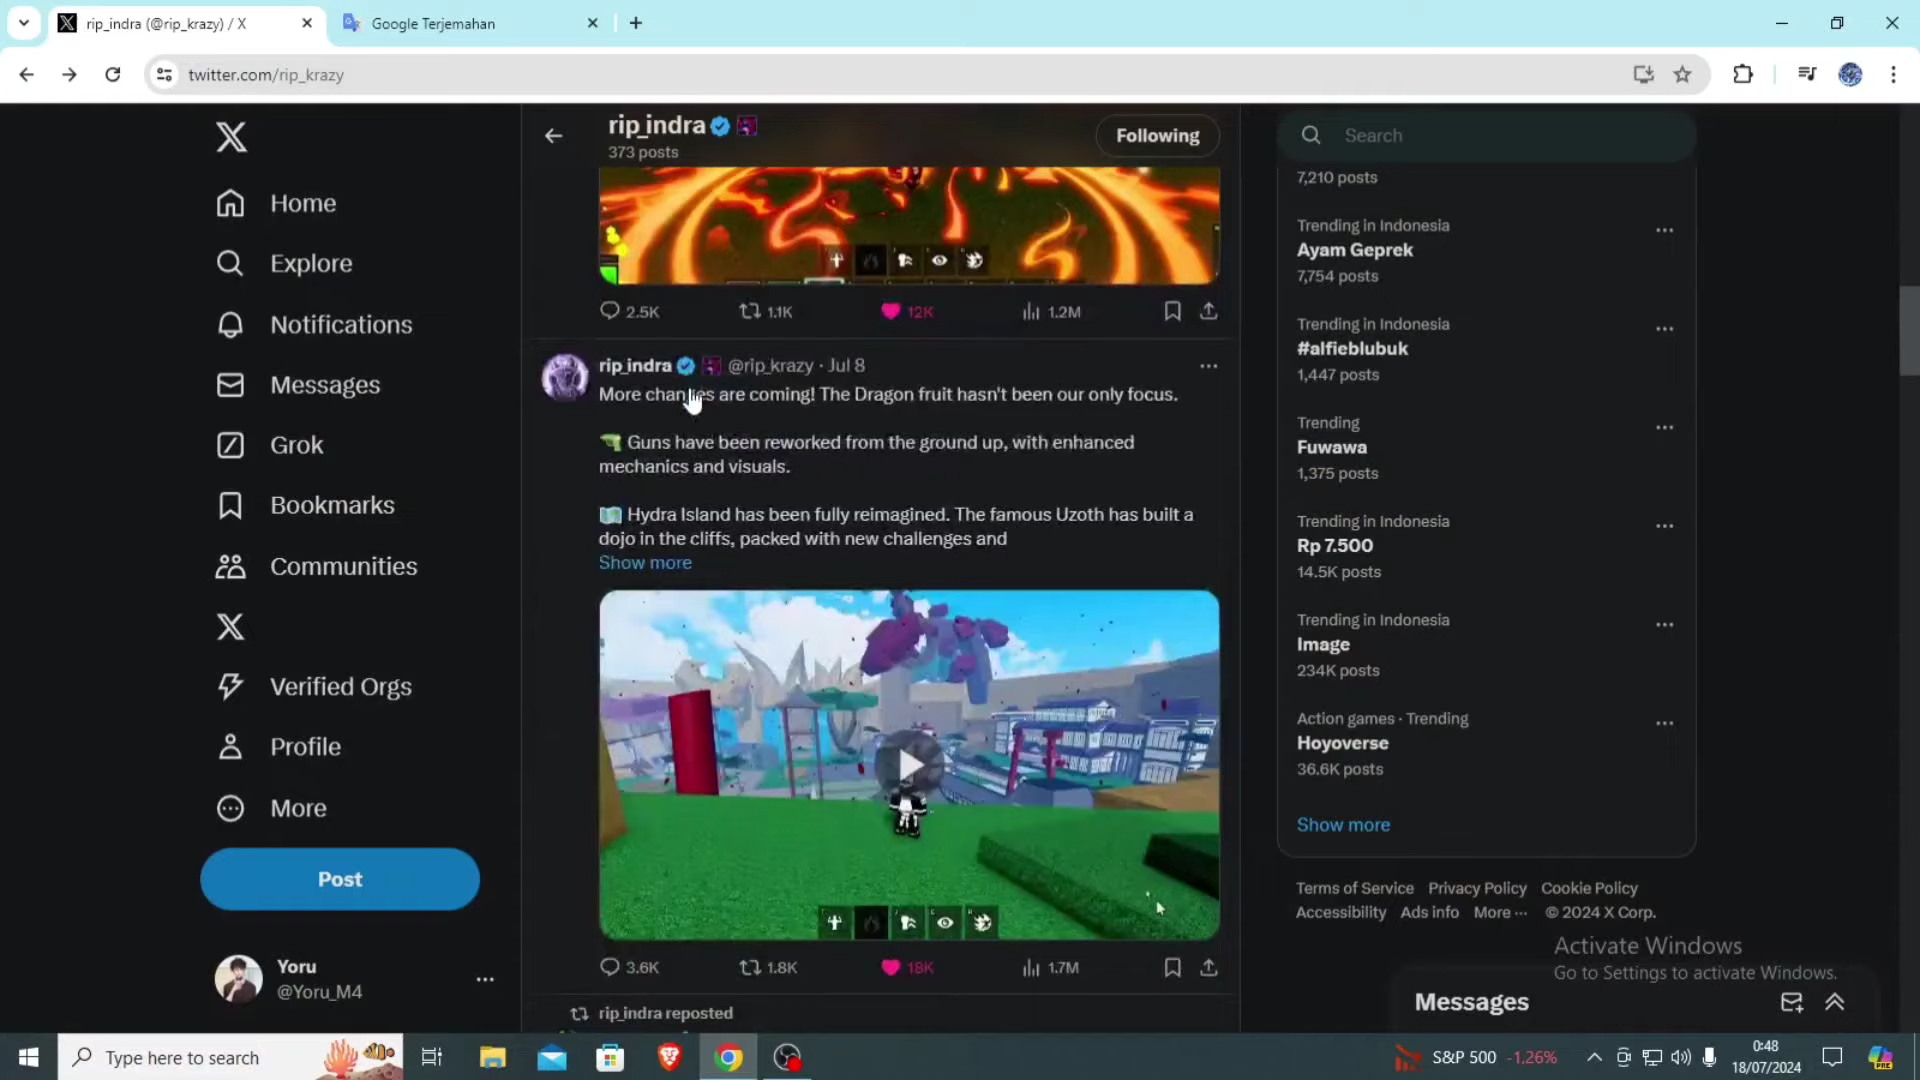 rip_indra (@rip_krazy) / X
Google Terjemahan
twitter.com/rip_krazy
rip_indra
373 posts
Following
Home
Explore
Notifications
Messages
Grok
Bookmarks
Communities
Verified Orgs
Profile
More
Post
Yoru
@Yoru_M4
2.5K 1.1K 12K 1.2M
rip_indra @rip_krazy · Jul 8
More changes are coming! The Dragon fruit hasn't been our only focus.
Guns have been reworked from the ground up, with enhanced
mechanics and visuals.
Hydra Island has been fully reimagined. The famous Uzoth has built a
dojo in the cliffs, packed with new challenges and
Show more
3.6K 1.8K 18K 1.7M
rip_indra reposted
Search
7,210 posts
Trending in Indonesia
Ayam Geprek
7,754 posts
Trending in Indonesia
#alfieblubuk
1,447 posts
Trending
Fuwawa
1,375 posts
Trending in Indonesia
Rp 7.500
14.5K posts
Trending in Indonesia
Image
234K posts
Action games · Trending
Hoyoverse
36.6K posts
Show more
Terms of Service Privacy Policy Cookie Policy
Accessibility Ads info More ··· © 2024 X Corp.
Activate Windows
Go to Settings to activate Windows.
Messages
Type here to search
S&P 500 -1,26%
0:48
18/07/2024